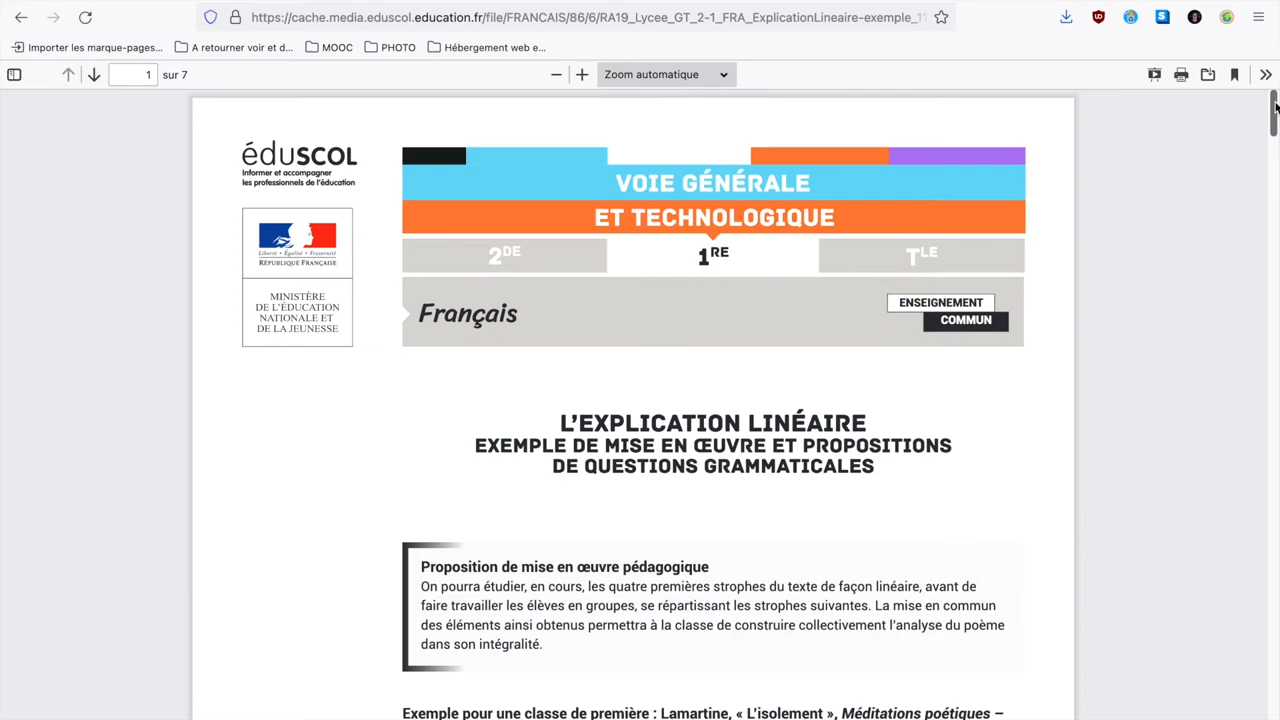 https://cache.media.eduscol.education.fr/file/FRANCAIS/86/6/RA19_Lycee_GT_2-1_FRA_ExplicationLineaire-exemple_1
Importer les marque-pages...
A retourner voir et d...
MOOC
PHOTO
Hébergement web e...
1 sur 7
Zoom automatique
éduSCOL
Informer et accompagner
les professionnels de l'éducation
VOIE GÉNÉRALE
ET TECHNOLOGIQUE
2DE
1RE
TLE
Liberté • Égalité • Fraternité
RÉPUBLIQUE FRANÇAISE
MINISTÈRE
DE L'ÉDUCATION
NATIONALE ET
DE LA JEUNESSE
Français
ENSEIGNEMENT
COMMUN
L'EXPLICATION LINÉAIRE
EXEMPLE DE MISE EN ŒUVRE ET PROPOSITIONS
DE QUESTIONS GRAMMATICALES
Proposition de mise en œuvre pédagogique
On pourra étudier, en cours, les quatre premières strophes du texte de façon linéaire, avant de
faire travailler les élèves en groupes, se répartissant les strophes suivantes. La mise en commun
des éléments ainsi obtenus permettra à la classe de construire collectivement l'analyse du poème
dans son intégralité.
Exemple pour une classe de première : Lamartine, « L'isolement », Méditations poétiques –